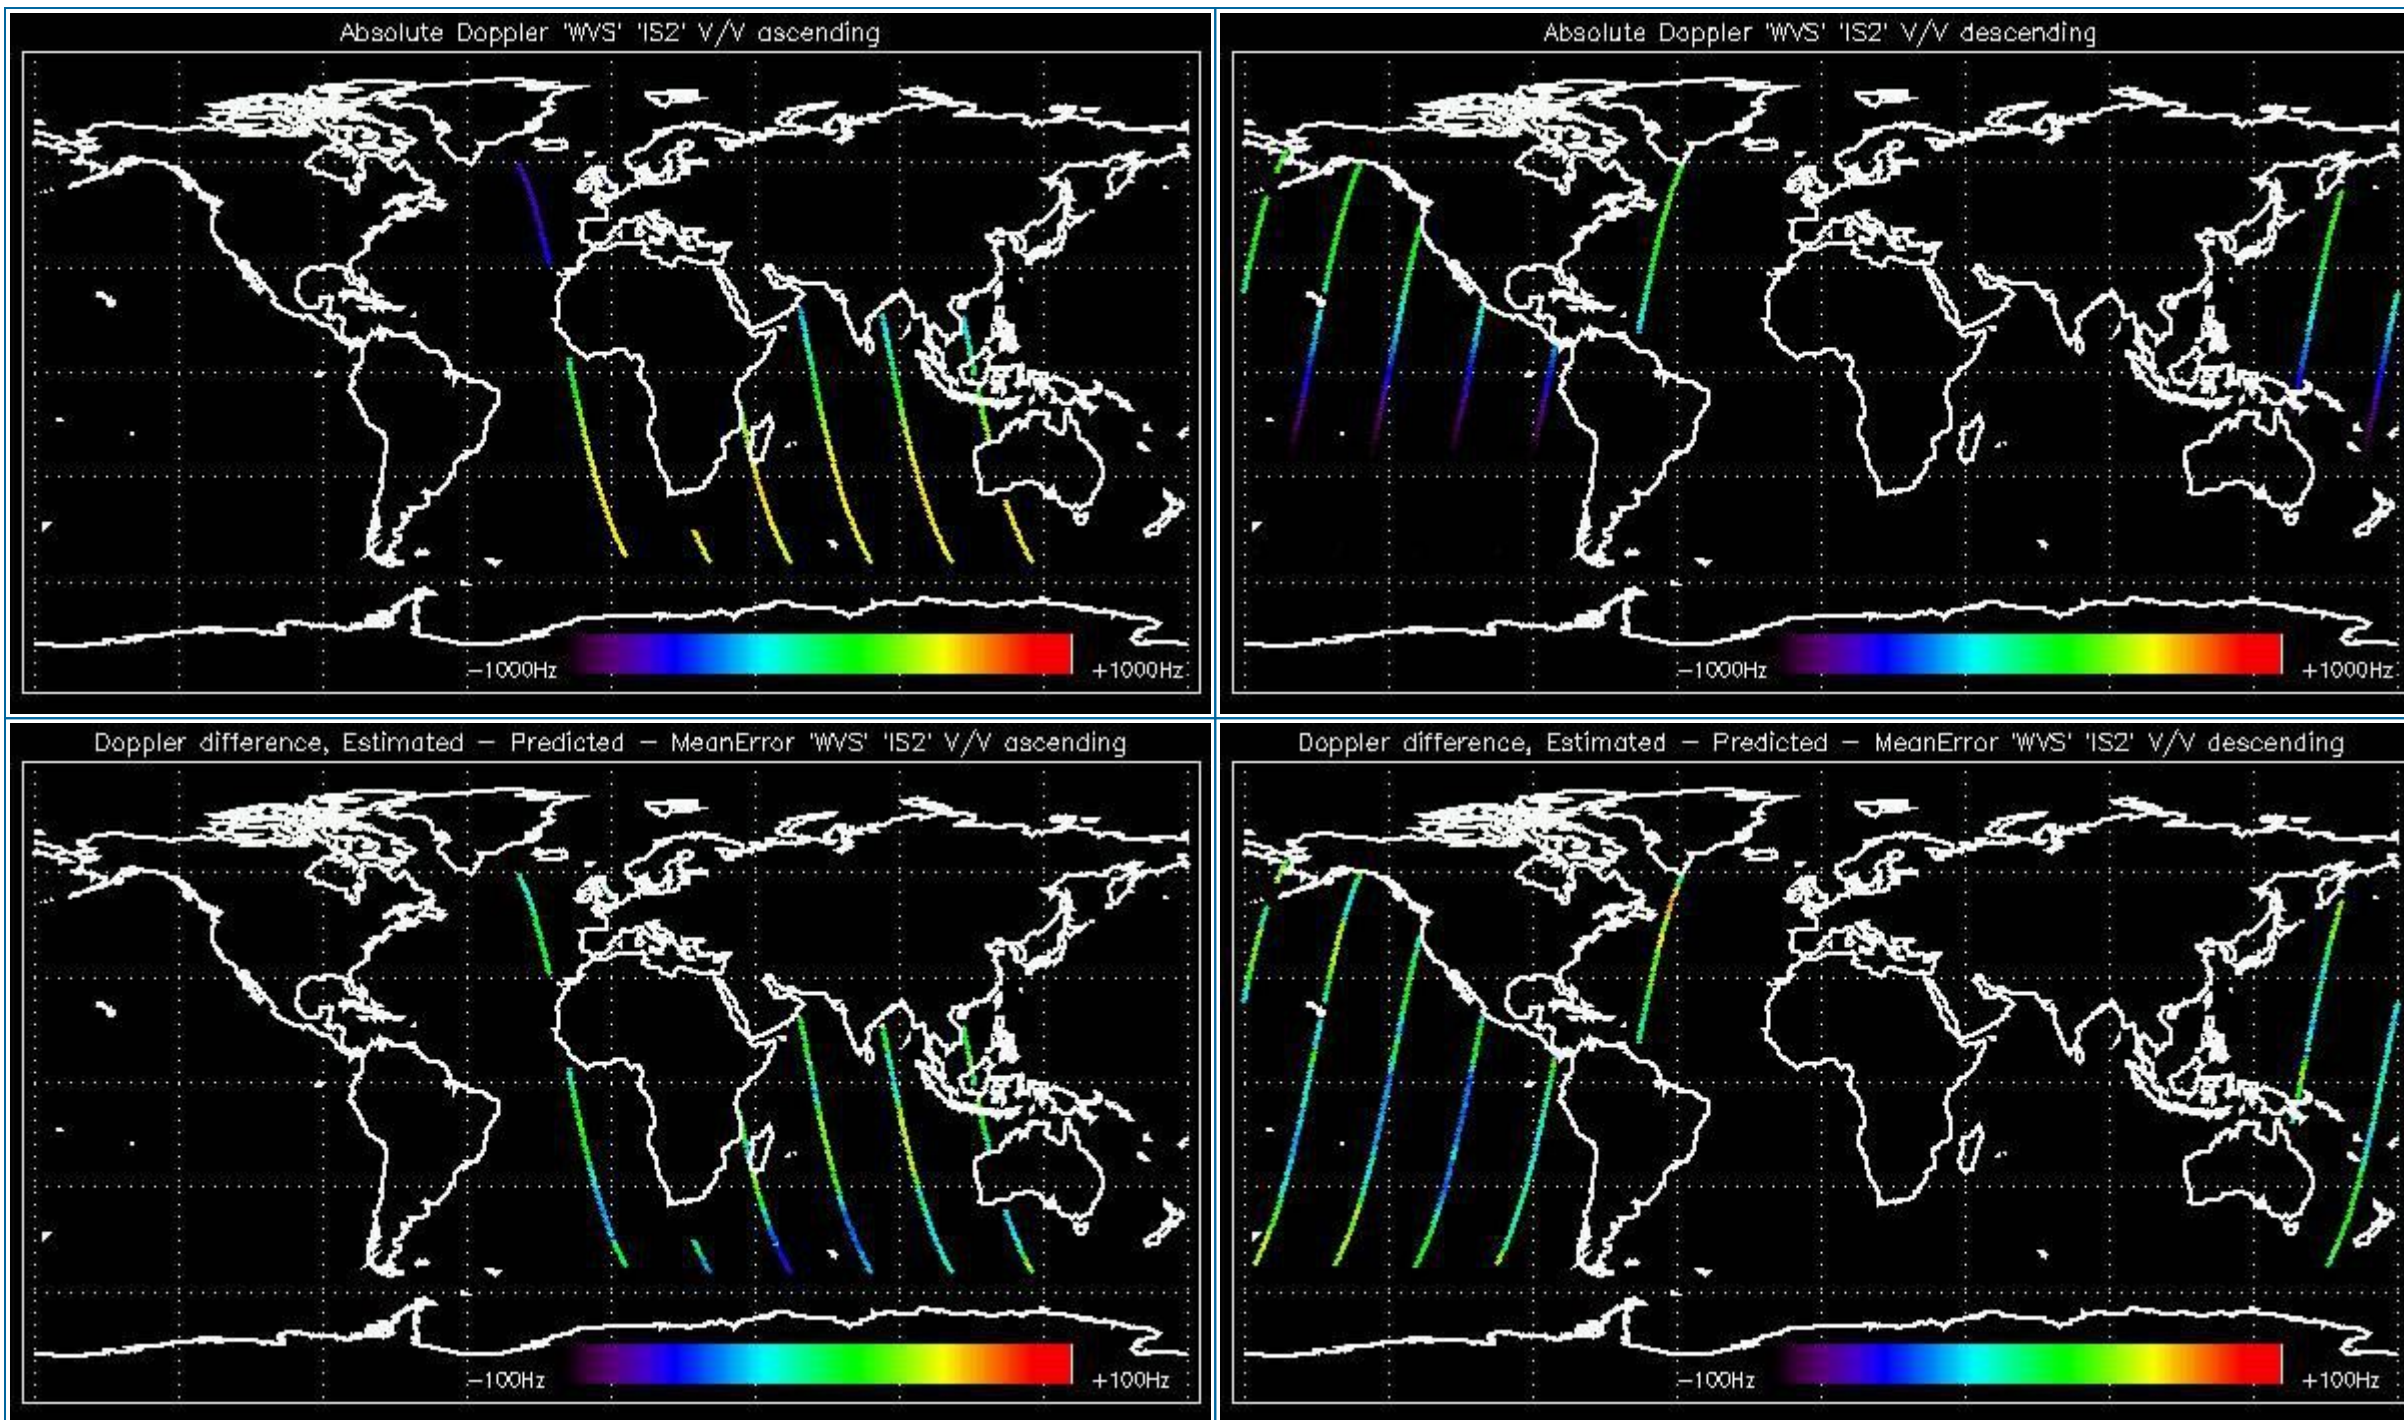 Absolute Doppler 'WVS' 'IS2' V/V ascending
-1000Hz +1000Hz
Absolute Doppler 'WVS' 'IS2' V/V descending
-1000Hz +1000Hz
Doppler difference, Estimated - Predicted - MeanError 'WVS' 'IS2' V/V ascending
-100Hz +100Hz
Doppler difference, Estimated - Predicted - MeanError 'WVS' 'IS2' V/V descending
-100Hz +100Hz